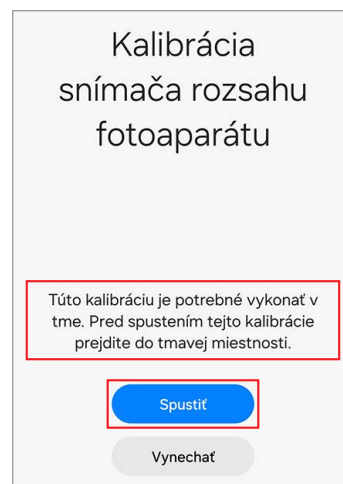 Kalibrácia
snímača rozsahu
fotoaparátu
Túto kalibráciu je potrebné vykonať v
tme. Pred spustením tejto kalibrácie
prejdite do tmavej miestnosti.
Spustiť
Vynechať